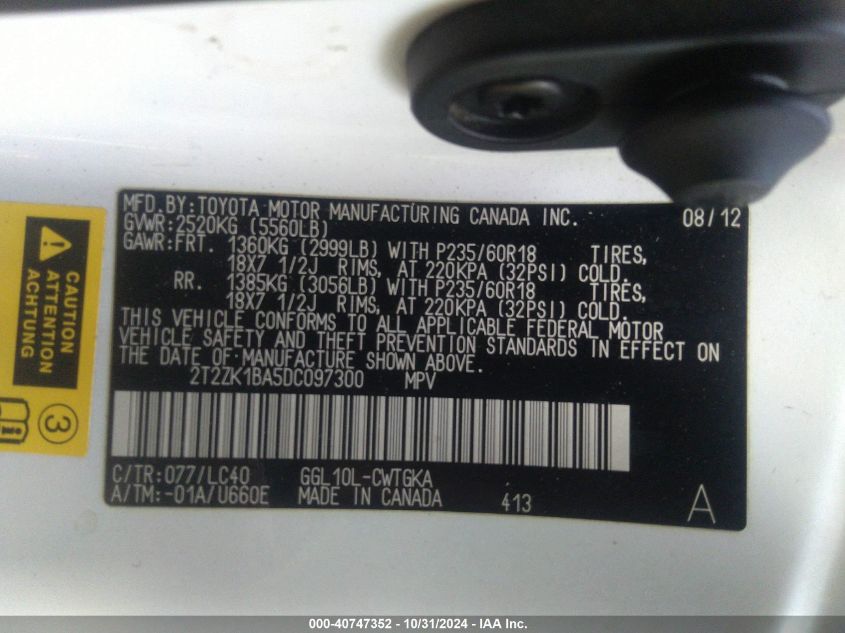 MFD.BY:TOYOTA MOTOR MANUFACTURING CANADA INC. 08/12
GVWR:2520KG (5560LB)
GAWR:FRT. 1360KG (2999LB) WITH P235/60R18 TIRES,
18X7 1/2J RIMS, AT 220KPA (32PSI) COLD.
RR. 1385KG (3056LB) WITH P235/60R18 TIRES,
18X7 1/2J RIMS, AT 220KPA (32PSI) COLD.
THIS VEHICLE CONFORMS TO ALL APPLICABLE FEDERAL MOTOR
VEHICLE SAFETY AND THEFT PREVENTION STANDARDS IN EFFECT ON
THE DATE OF MANUFACTURE SHOWN ABOVE.
2T2ZK1BA5DC097300 MPV
C/TR:077/LC40 GGL10L-CWTGKA
A/TM:-01A/U660E MADE IN CANADA 413 A
CAUTION
ATTENTION
ACHTUNG
3
000-40747352 - 10/31/2024 - IAA Inc.